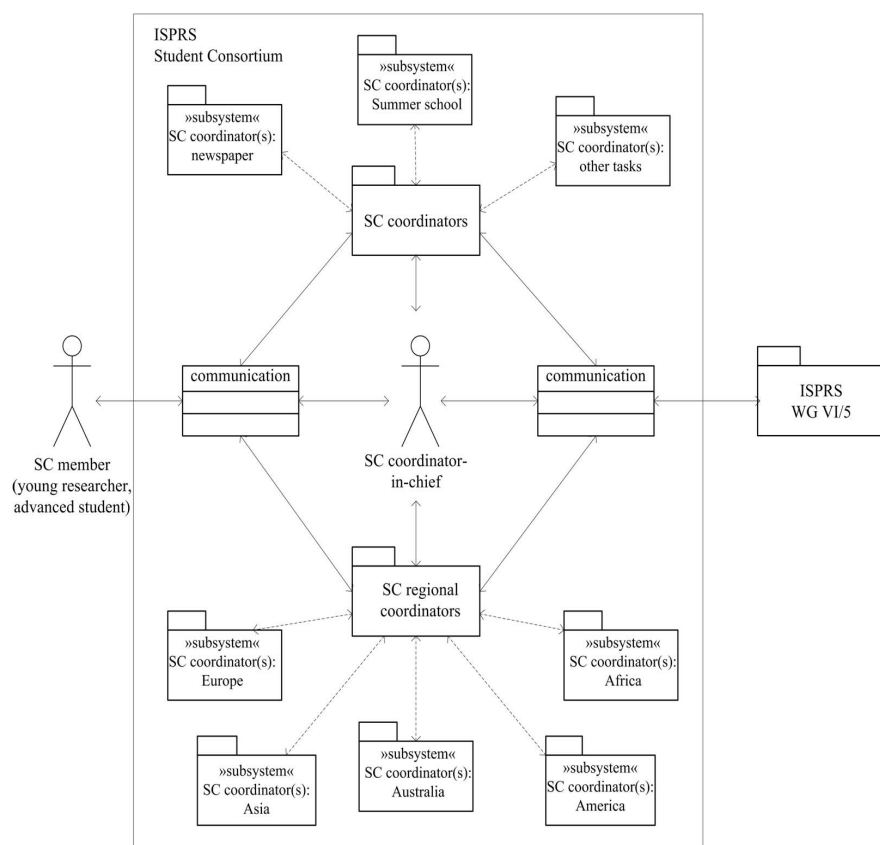 ISPRS
Student Consortium
»subsystem«
SC coordinator(s):
Summer school
»subsystem«
SC coordinator(s):
newspaper
»subsystem«
SC coordinator(s):
other tasks
SC coordinators
communication
communication
ISPRS
WG VI/5
SC member
(young researcher,
advanced student)
SC coordinator-
in-chief
SC regional
coordinators
»subsystem«
SC coordinator(s):
Europe
»subsystem«
SC coordinator(s):
Africa
»subsystem«
SC coordinator(s):
Asia
»subsystem«
SC coordinator(s):
Australia
»subsystem«
SC coordinator(s):
America